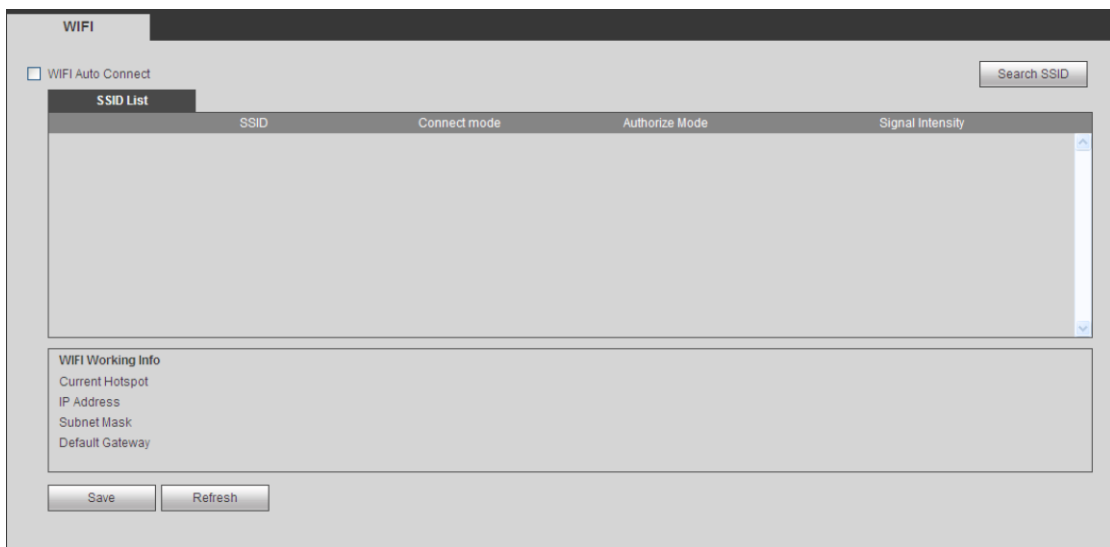 WIFI
WIFI Auto Connect Search SSID
SSID List
SSID Connect mode Authorize Mode Signal Intensity
WIFI Working Info
Current Hotspot
IP Address
Subnet Mask
Default Gateway
Save Refresh